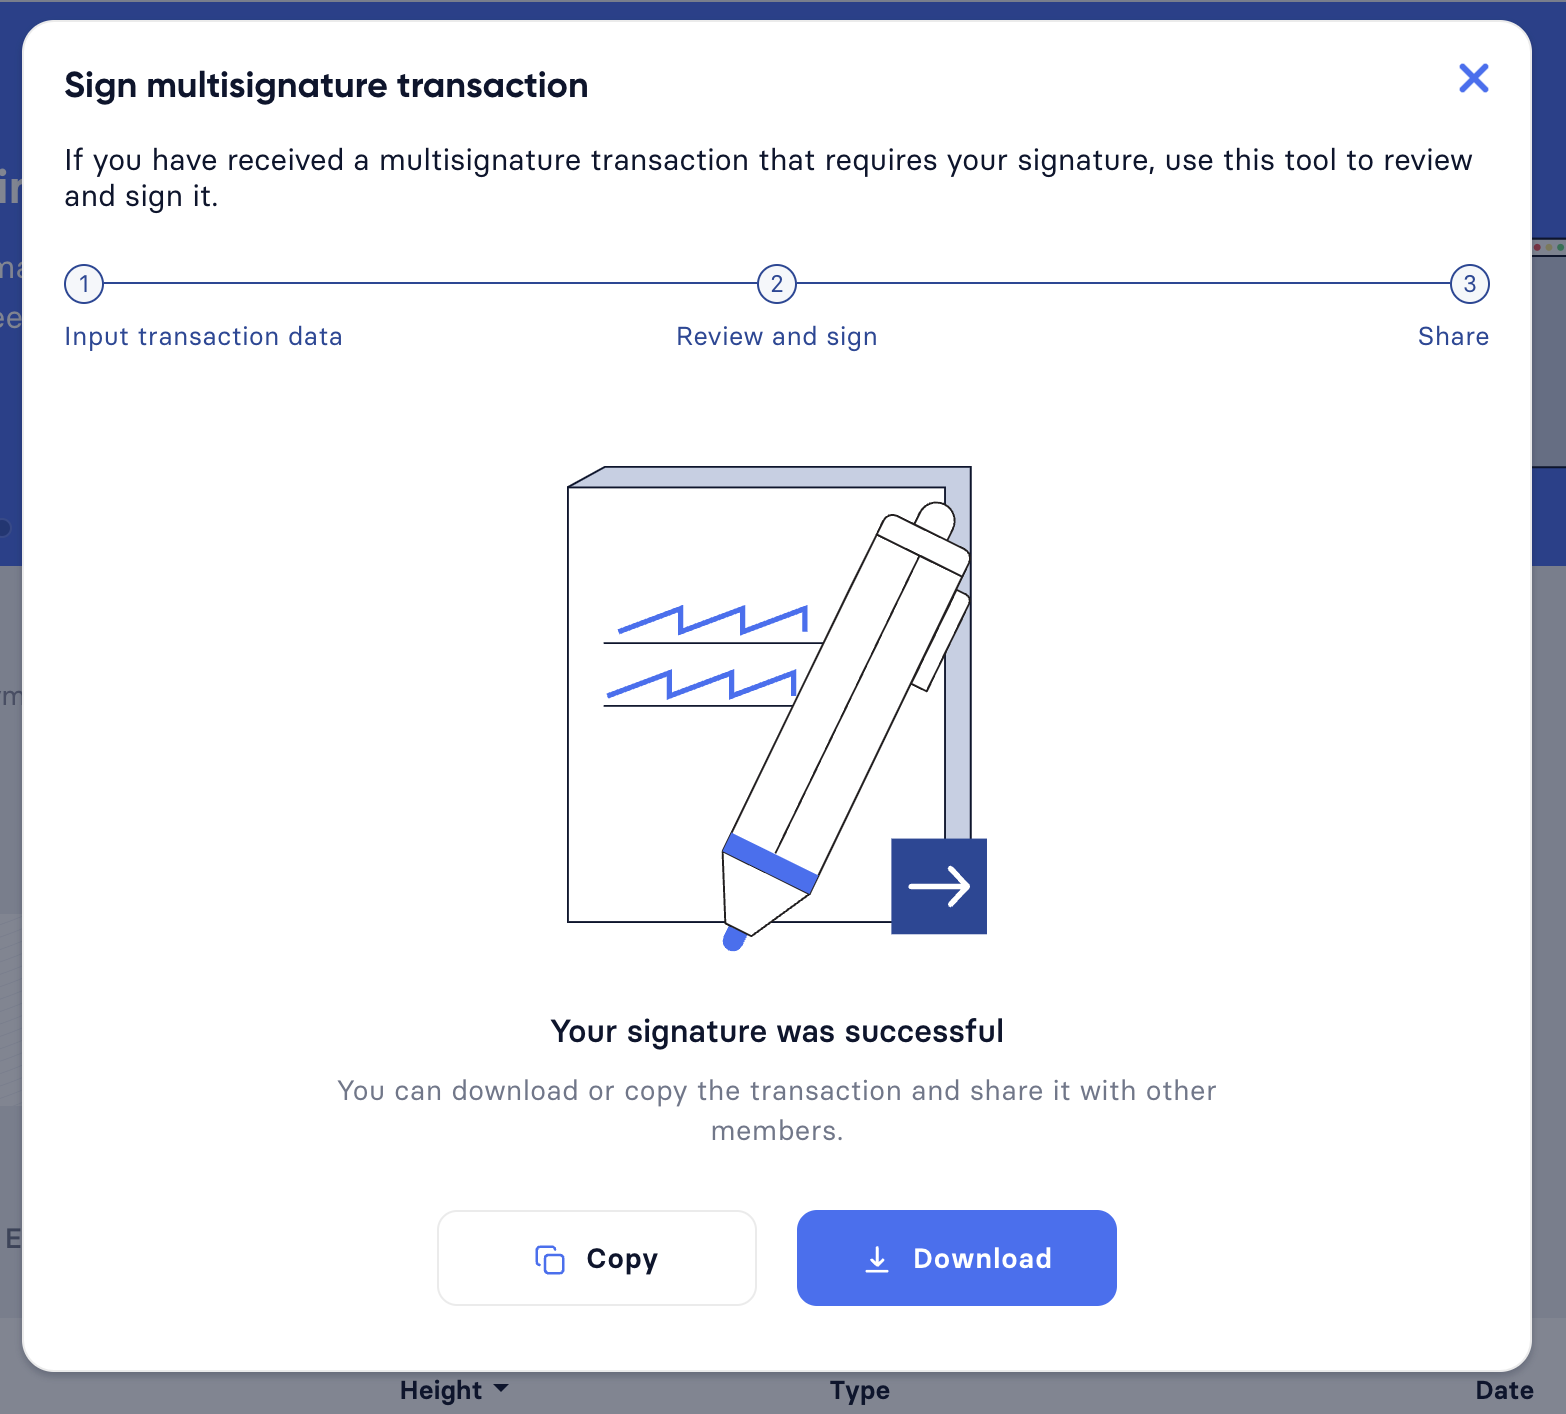 Sign multisignature transaction
If you have received a multisignature transaction that requires your signature, use this tool to review
and sign it.
1 2 3
Input transaction data Review and sign Share
Your signature was successful
You can download or copy the transaction and share it with other
members.
Copy Download
Height Type Date